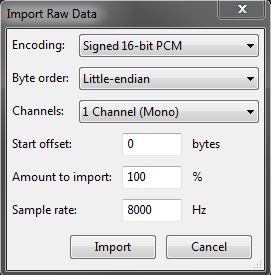 Import Raw Data
Encoding: Signed 16-bit PCM
Byte order: Little-endian
Channels: 1 Channel (Mono)
Start offset: 0 bytes
Amount to import: 100 %
Sample rate: 8000 Hz
Import Cancel